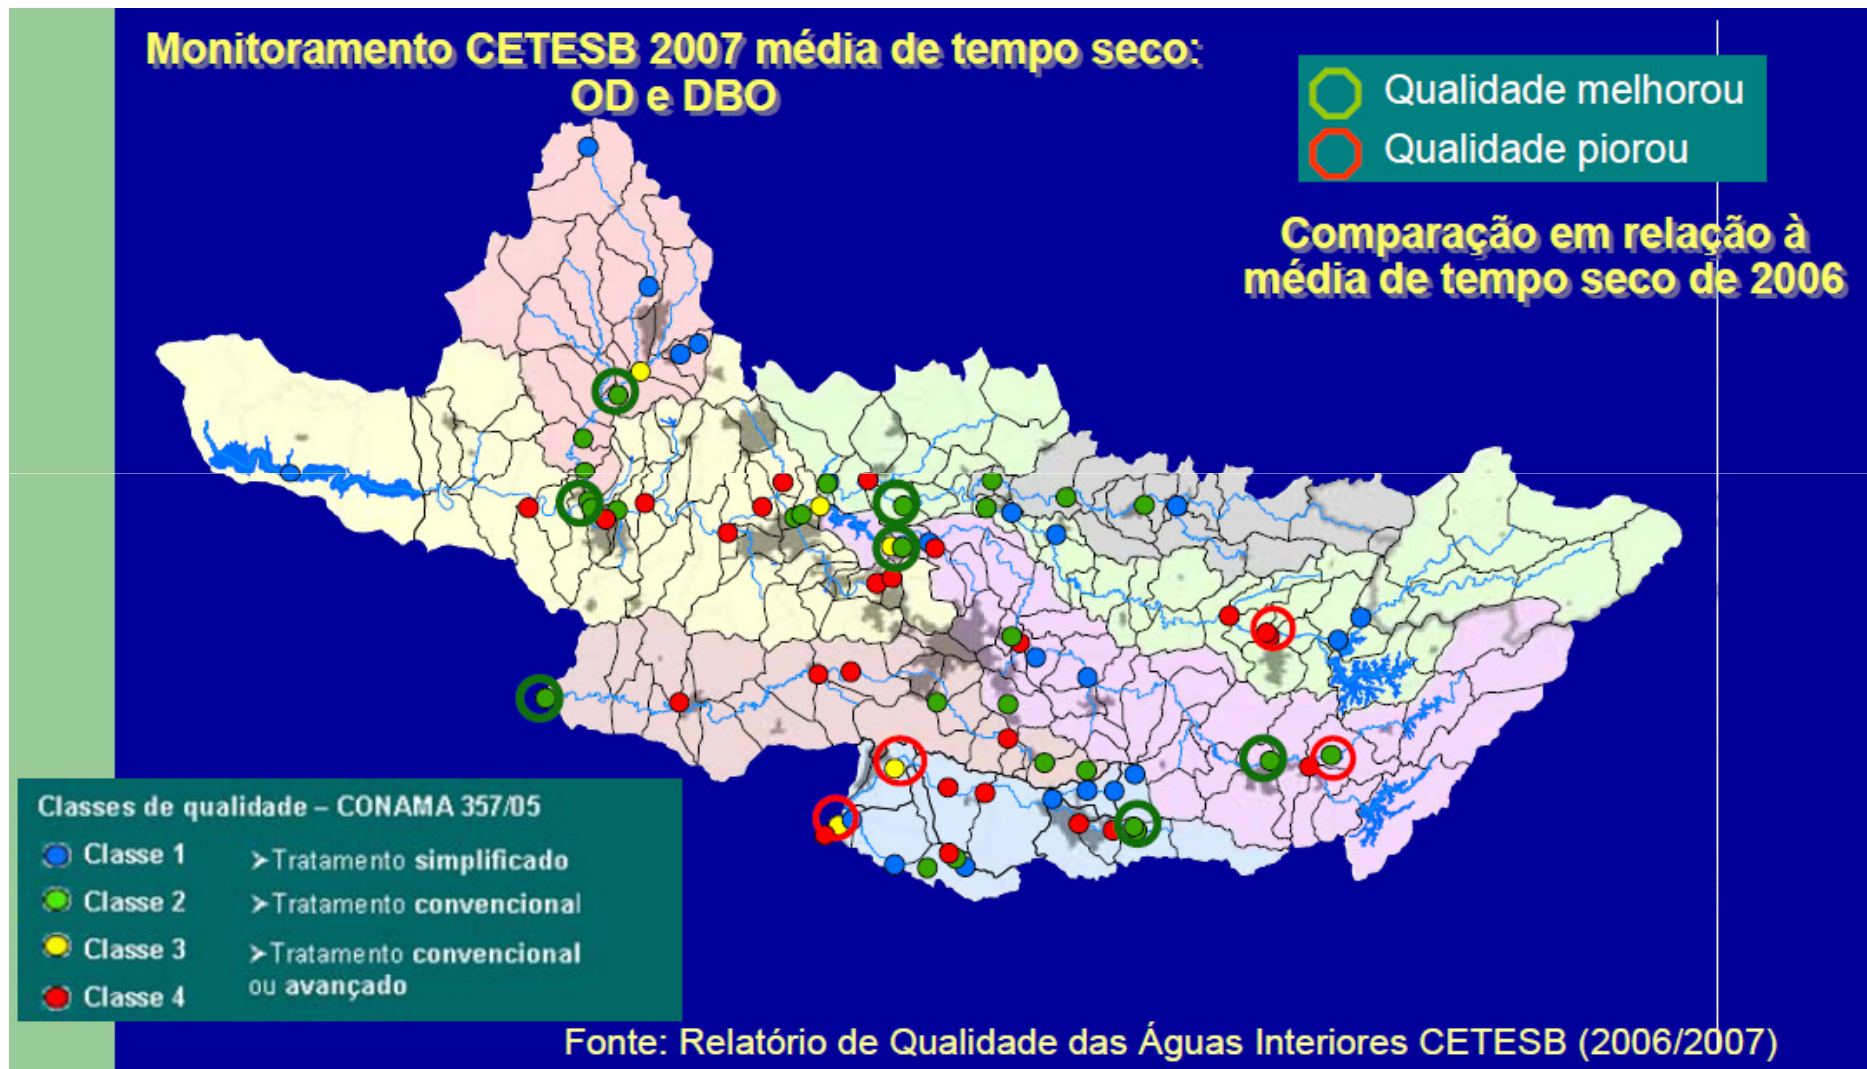 Monitoramento CETESB 2007 média de tempo seco:
OD e DBO
Qualidade melhorou
Qualidade piorou
Comparação em relação à
média de tempo seco de 2006
Classes de qualidade – CONAMA 357/05
Classe 1
➢Tratamento simplificado
Classe 2
➢Tratamento convencional
Classe 3
➢Tratamento convencional
ou avançado
Classe 4
Fonte: Relatório de Qualidade das Águas Interiores CETESB (2006/2007)